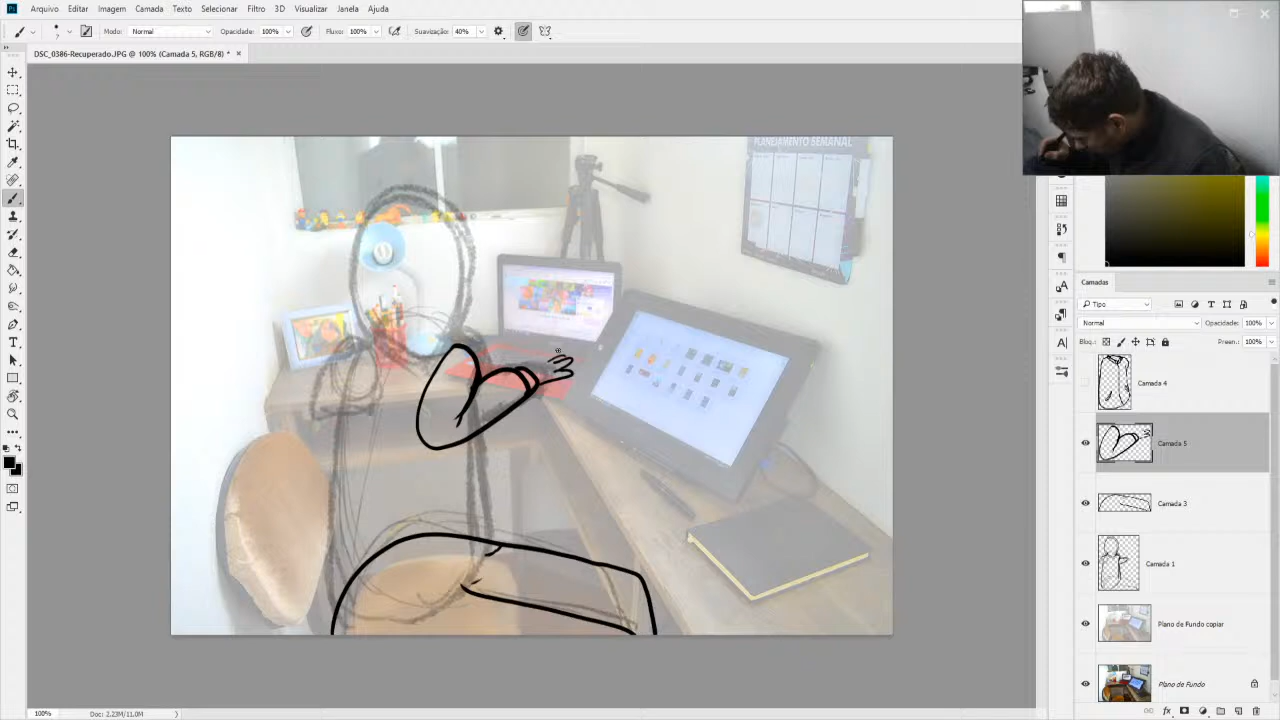 Arquivo Editar Imagem Camada Texto Selecionar Filtro 3D Visualizar Janela Ajuda
Modo: Normal Opacidade: 100% Fluxo: 100% Suavização: 40%
DSC_0386-Recuperado.JPG @ 100% (Camada 5, RGB/8) * ×
PLANEJAMENTO SEMANAL
Camadas
Tipo
Normal Opacidade: 100%
Bloq.: Preen.: 100%
Camada 4
Camada 5
Camada 3
Camada 1
Plano de Fundo copiar
Plano de Fundo
100% Doc: 2,23M/11,0M